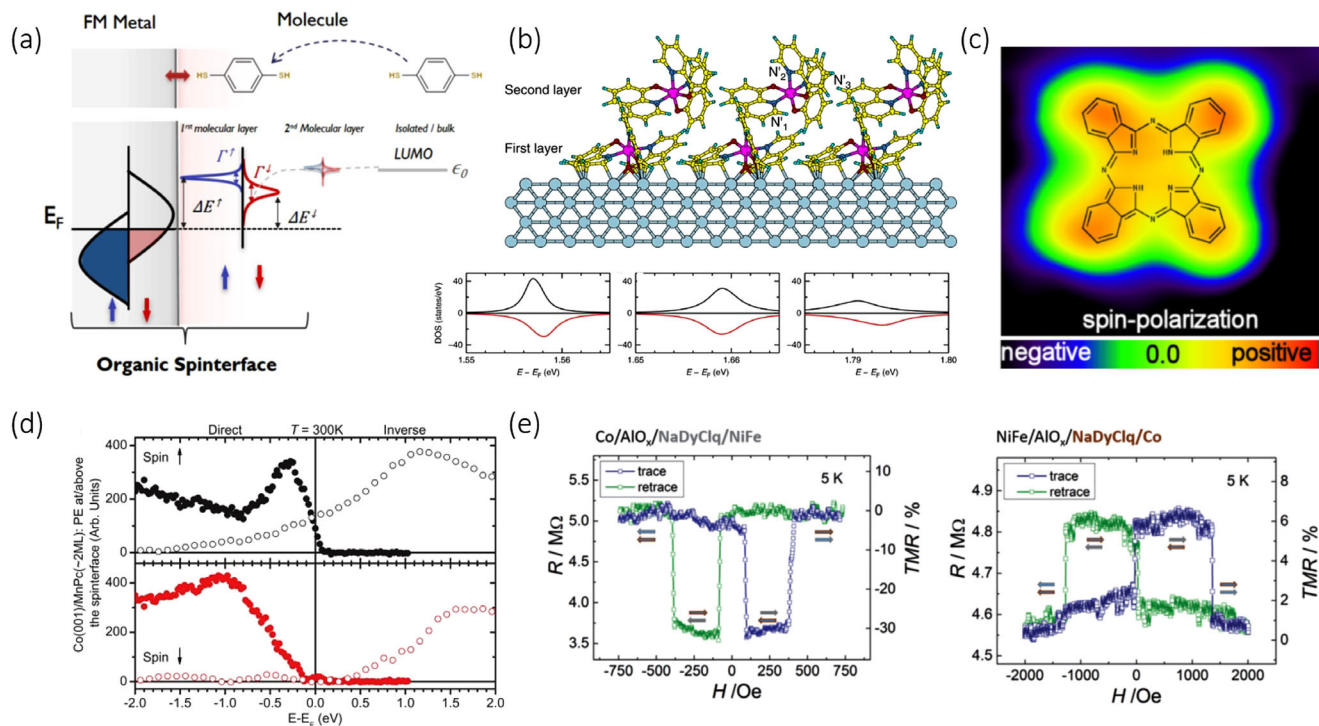 (a)
FM Metal
Molecule
HS
SH
HS
SH
1st molecular layer
2nd Molecular layer
Isolated / bulk
LUMO
ϵ0
Γ↑
Γ↓
ΔE↑
ΔE↓
EF
Organic Spinterface
(b)
Second layer
First layer
N'2
N'3
N'1
DOS (states/eV)
40
0
−40
1.55
1.56
E − EF (eV)
1.65
1.66
E − EF (eV)
1.79
1.80
E − EF (eV)
40
0
−40
(c)
N
N
N
N
NH
HN
N
N
spin-polarization
negative
0.0
positive
(d)
Direct
T = 300K
Inverse
Co(001)/MnPc(~2ML): PE at/above
the spinterface (Arb. Units)
400
200
0
Spin
400
300
200
100
0
Spin
-2.0
-1.5
-1.0
-0.5
0.0
0.5
1.0
1.5
2.0
E-EF (eV)
(e)
Co/AlOx/NaDyClq/NiFe
trace
retrace
5 K
R / MΩ
5.5
5.0
4.5
4.0
3.5
TMR / %
10
0
-10
-20
-30
-750
-500
-250
0
250
500
750
H /Oe
NiFe/AlOx/NaDyClq/Co
trace
retrace
5 K
R / MΩ
4.9
4.8
4.7
4.6
4.5
TMR / %
8
6
4
2
0
-2000
-1000
0
1000
2000
H /Oe